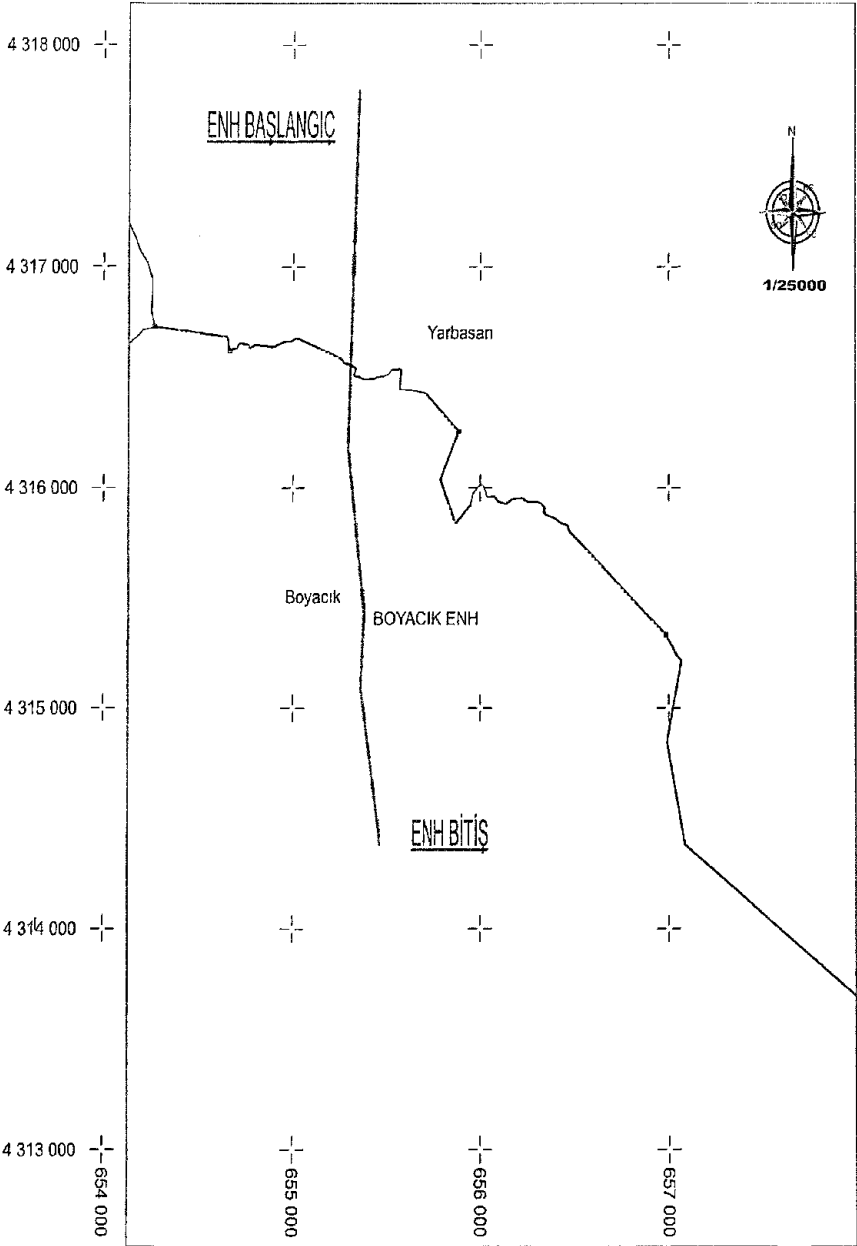 4 318 000
ENH BAŞLANGIÇ
N
4 317 000
1/25000
Yarbasan
4 316 000
Boyacık
BOYACIK ENH
4 315 000
ENH BİTİŞ
4 314 000
4 313 000
654 000
655 000
656 000
657 000